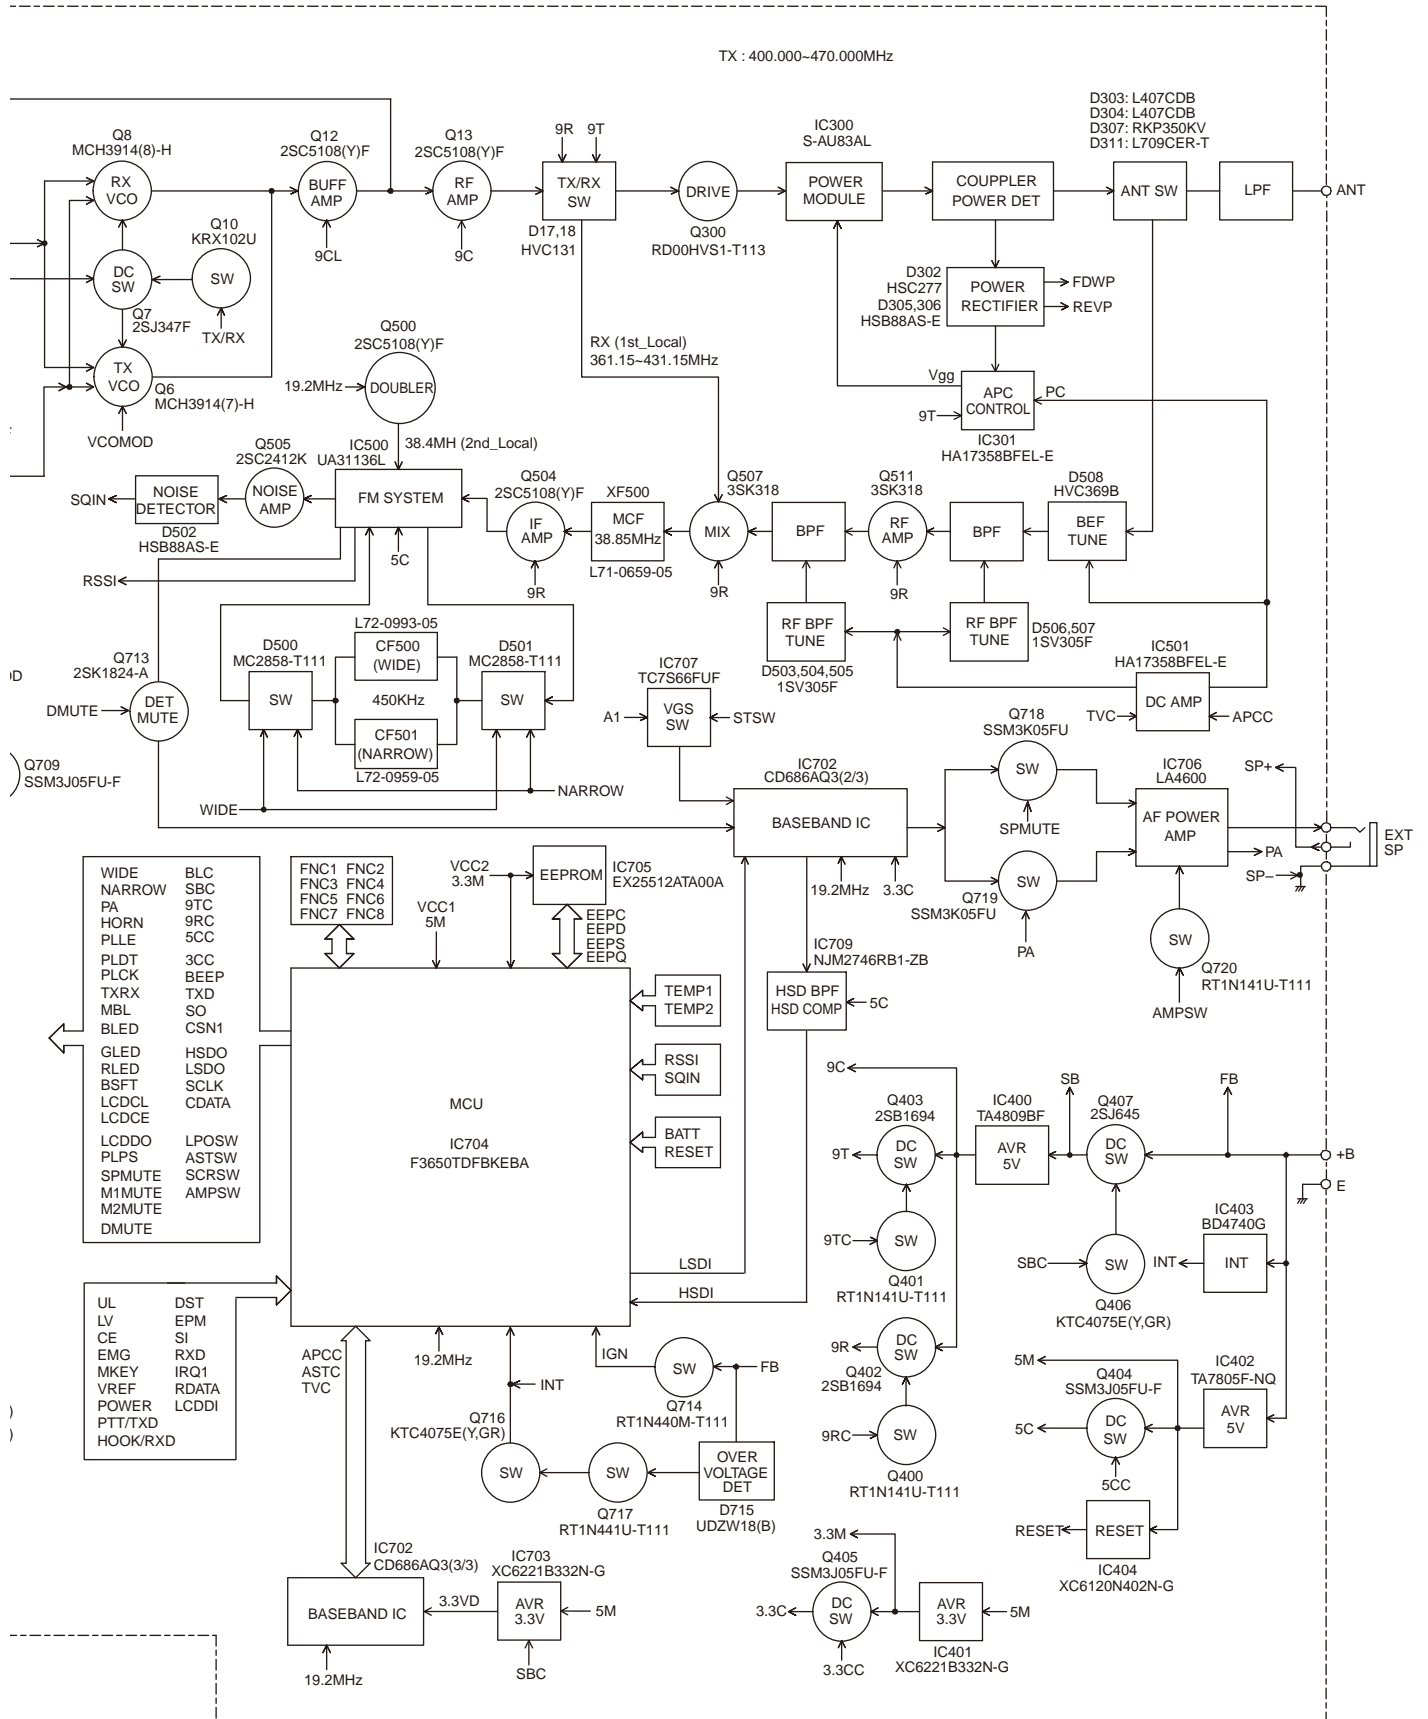 TX : 400.000~470.000MHz
D303: L407CDB
D304: L407CDB
D307: RKP350KV
D311: L709CER-T
Q8
MCH3914(8)-H
RX
VCO
Q12
2SC5108(Y)F
BUFF
AMP
9CL
Q13
2SC5108(Y)F
RF
AMP
9C
9R
9T
TX/RX
SW
D17,18
HVC131
DRIVE
Q300
RD00HVS1-T113
IC300
S-AU83AL
POWER
MODULE
COUPPLER
POWER DET
ANT SW
LPF
ANT
Q10
KRX102U
SW
TX/RX
DC
SW
Q7
2SJ347F
TX
VCO
Q6
MCH3914(7)-H
VCOMOD
D302
HSC277
D305,306
HSB88AS-E
POWER
RECTIFIER
FDWP
REVP
Q500
2SC5108(Y)F
19.2MHz
DOUBLER
RX (1st_Local)
361.15~431.15MHz
Vgg
APC
CONTROL
PC
9T
IC301
HA17358BFEL-E
38.4MH (2nd_Local)
IC500
UA31136L
FM SYSTEM
5C
Q505
2SC2412K
NOISE
AMP
NOISE
DETECTOR
SQIN
D502
HSB88AS-E
RSSI
Q504
2SC5108(Y)F
IF
AMP
9R
XF500
MCF
38.85MHz
L71-0659-05
Q507
3SK318
MIX
9R
BPF
Q511
3SK318
RF
AMP
9R
BPF
D508
HVC369B
BEF
TUNE
RF BPF
TUNE
D503,504,505
1SV305F
RF BPF
TUNE
D506,507
1SV305F
IC501
HA17358BFEL-E
DC AMP
TVC
APCC
L72-0993-05
CF500
(WIDE)
450KHz
CF501
(NARROW)
L72-0959-05
D500
MC2858-T111
SW
D501
MC2858-T111
SW
NARROW
WIDE
OD
Q713
2SK1824-A
DET
MUTE
DMUTE
Q709
SSM3J05FU-F
IC707
TC7S66FUF
A1
VGS
SW
STSW
IC702
CD686AQ3(2/3)
BASEBAND IC
19.2MHz
3.3C
Q718
SSM3K05FU
SW
SPMUTE
Q719
SSM3K05FU
SW
PA
IC706
LA4600
AF POWER
AMP
PA
SP+
SP–
EXT
SP
SW
Q720
RT1N141U-T111
AMPSW
WIDE BLC
NARROW SBC
PA 9TC
HORN 9RC
PLLE 5CC
PLDT 3CC
PLCK BEEP
TXRX TXD
MBL SO
BLED CSN1
GLED HSDO
RLED LSDO
BSFT SCLK
LCDCL CDATA
LCDCE
LCDDO LPOSW
PLPS ASTSW
SPMUTE SCRSW
M1MUTE AMPSW
M2MUTE
DMUTE
FNC1 FNC2
FNC3 FNC4
FNC5 FNC6
FNC7 FNC8
VCC1
5M
VCC2
3.3M
EEPROM
IC705
EX25512ATA00A
EEPC
EEPD
EEPS
EEPQ
MCU
IC704
F3650TDFBKEBA
TEMP1
TEMP2
RSSI
SQIN
BATT
RESET
IC709
NJM2746RB1-ZB
HSD BPF
HSD COMP
5C
LSDI
HSDI
UL DST
LV EPM
CE SI
EMG RXD
MKEY IRQ1
VREF RDATA
POWER LCDDI
PTT/TXD
HOOK/RXD
APCC
ASTC
TVC
19.2MHz
INT
IGN
SW
FB
Q714
RT1N440M-T111
Q716
KTC4075E(Y,GR)
SW
SW
Q717
RT1N441U-T111
OVER
VOLTAGE
DET
D715
UDZW18(B)
9C
Q403
2SB1694
9T
DC
SW
9TC
SW
Q401
RT1N141U-T111
9R
DC
SW
Q402
2SB1694
9RC
SW
Q400
RT1N141U-T111
IC400
TA4809BF
AVR
5V
SB
Q407
2SJ645
DC
SW
FB
+B
E
SBC
SW
Q406
KTC4075E(Y,GR)
IC403
BD4740G
INT
INT
5M
Q404
SSM3J05FU-F
5C
DC
SW
5CC
IC402
TA7805F-NQ
AVR
5V
RESET
RESET
IC404
XC6120N402N-G
IC702
CD686AQ3(3/3)
BASEBAND IC
19.2MHz
3.3VD
IC703
XC6221B332N-G
AVR
3.3V
5M
SBC
3.3M
Q405
SSM3J05FU-F
3.3C
DC
SW
3.3CC
AVR
3.3V
5M
IC401
XC6221B332N-G